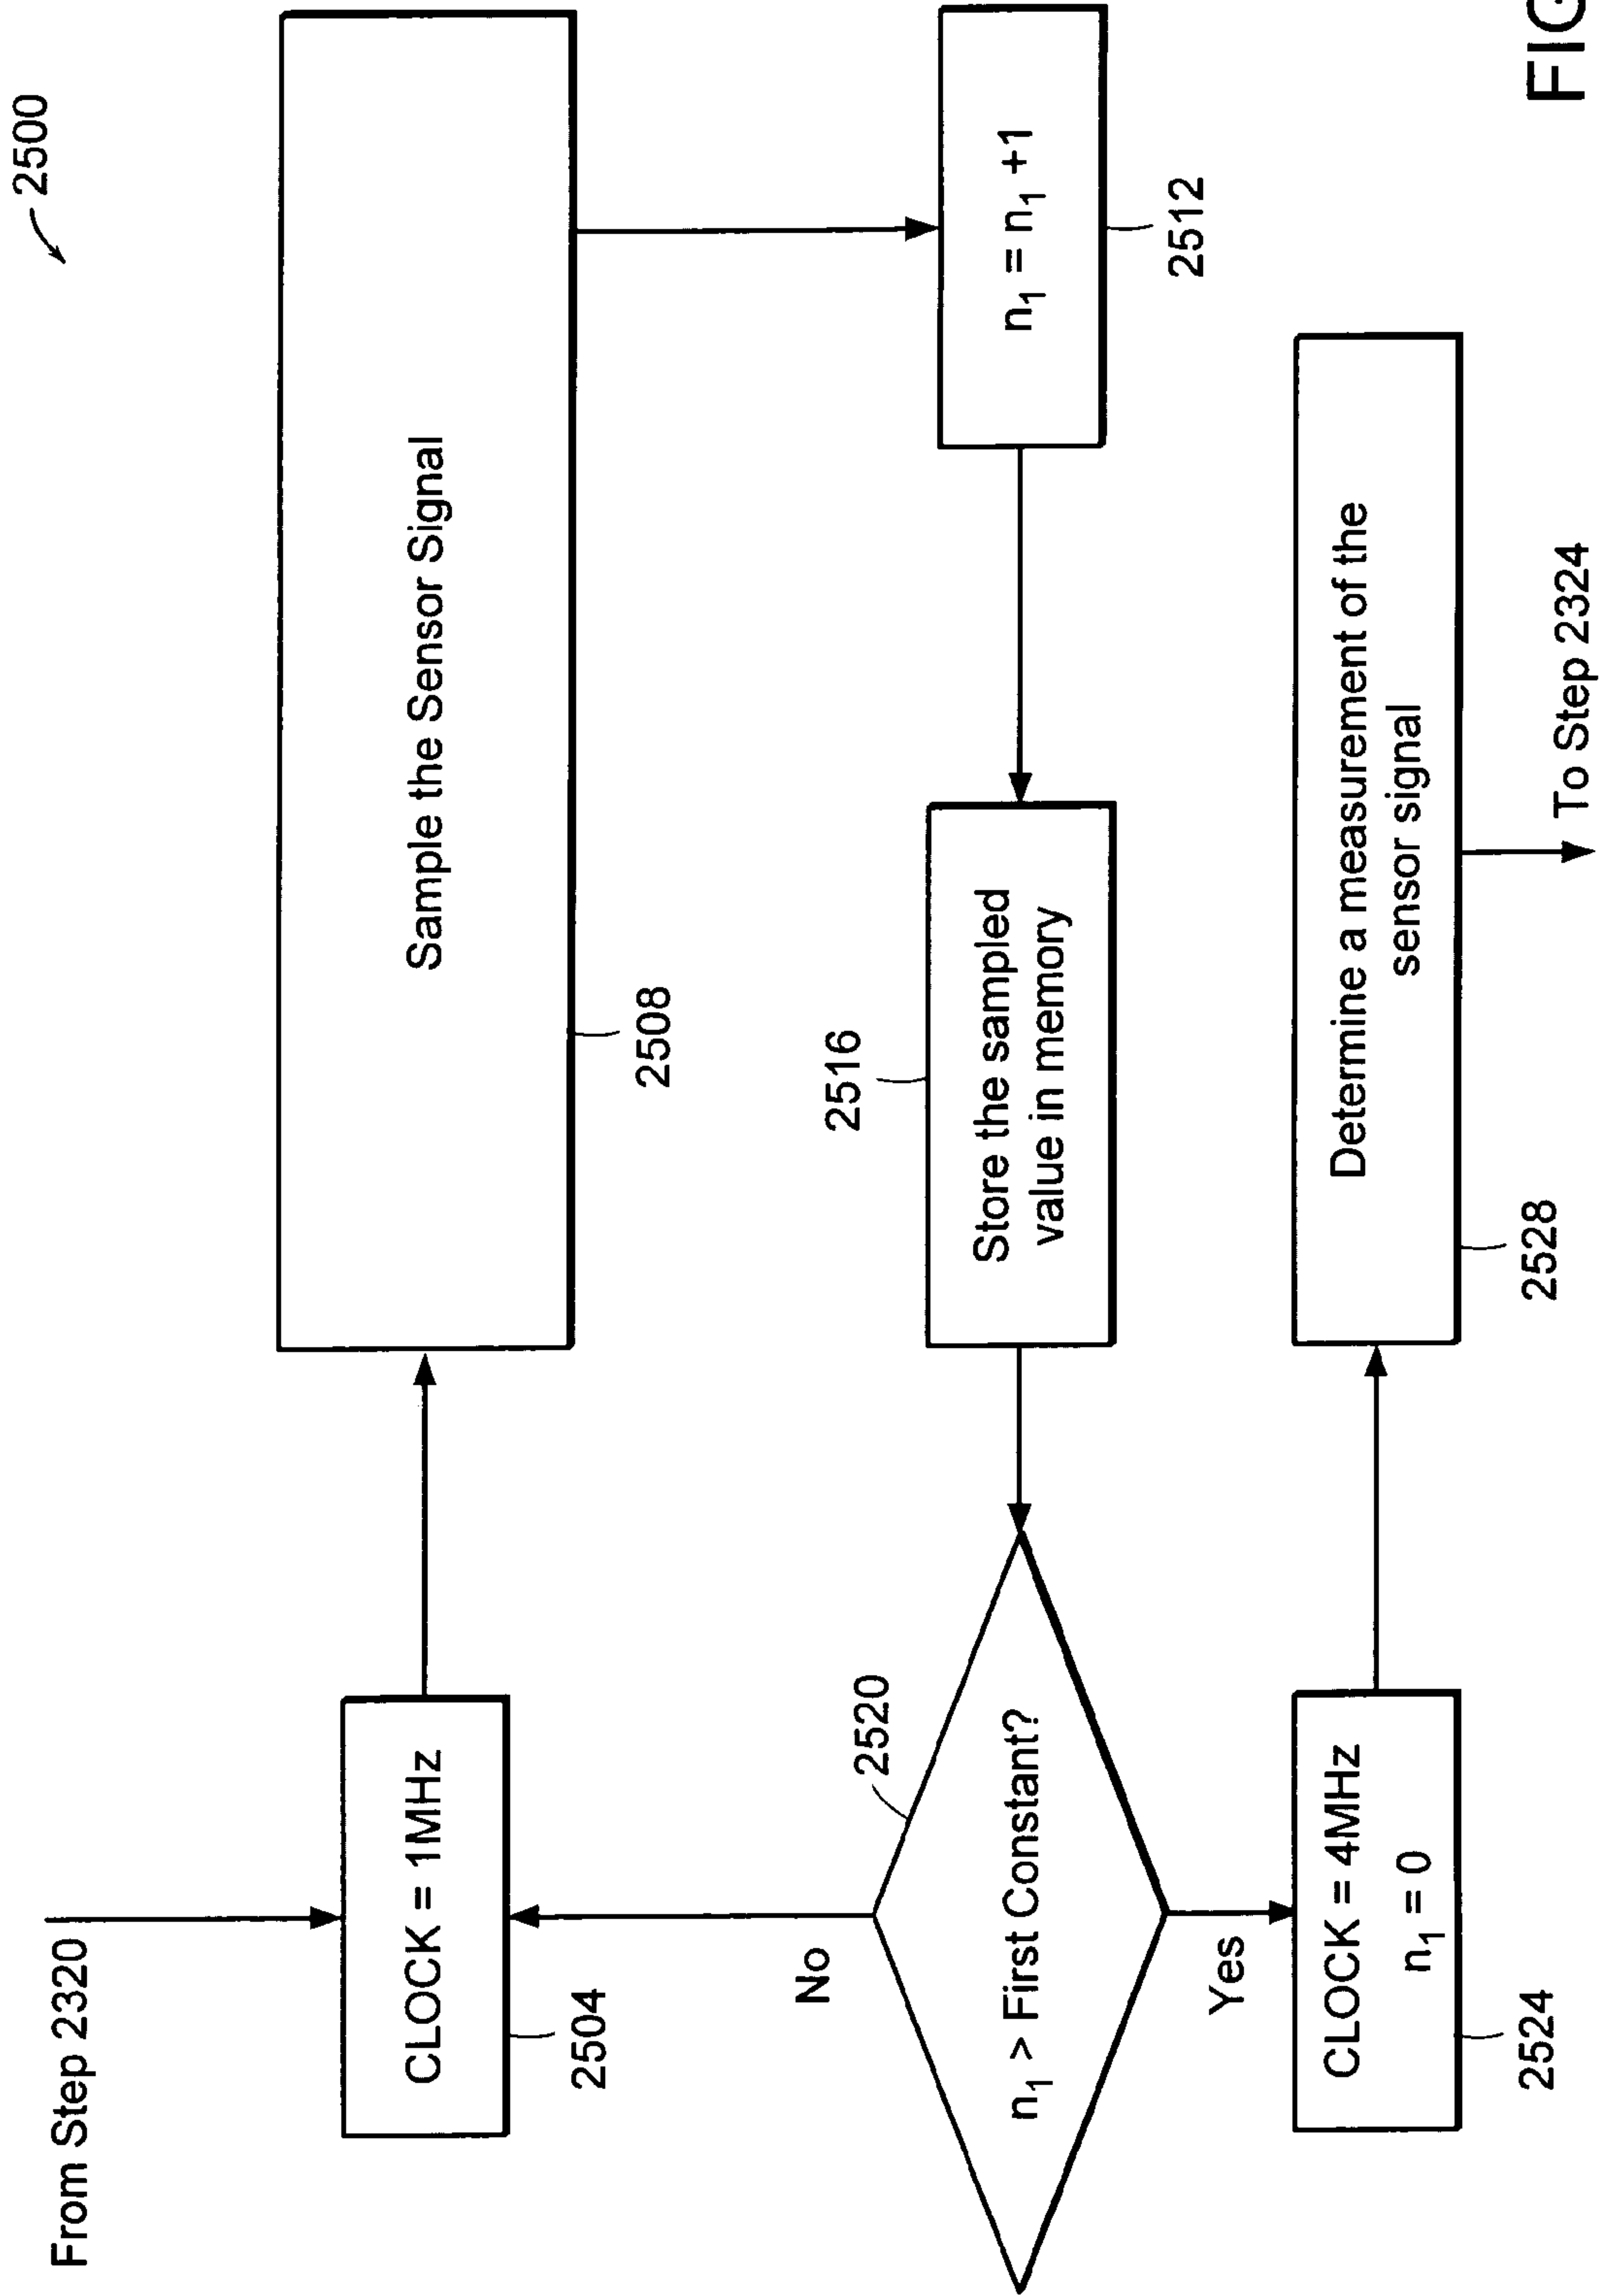 2500
From Step 2320
CLOCK = 1MHz
2504
Sample the Sensor Signal
2508
n₁ = n₁ +1
2512
2516
Store the sampled
value in memory
2520
n₁ > First Constant?
No
Yes
CLOCK = 4MHz
n₁ = 0
2524
Determine a measurement of the
sensor signal
2528
To Step 2324